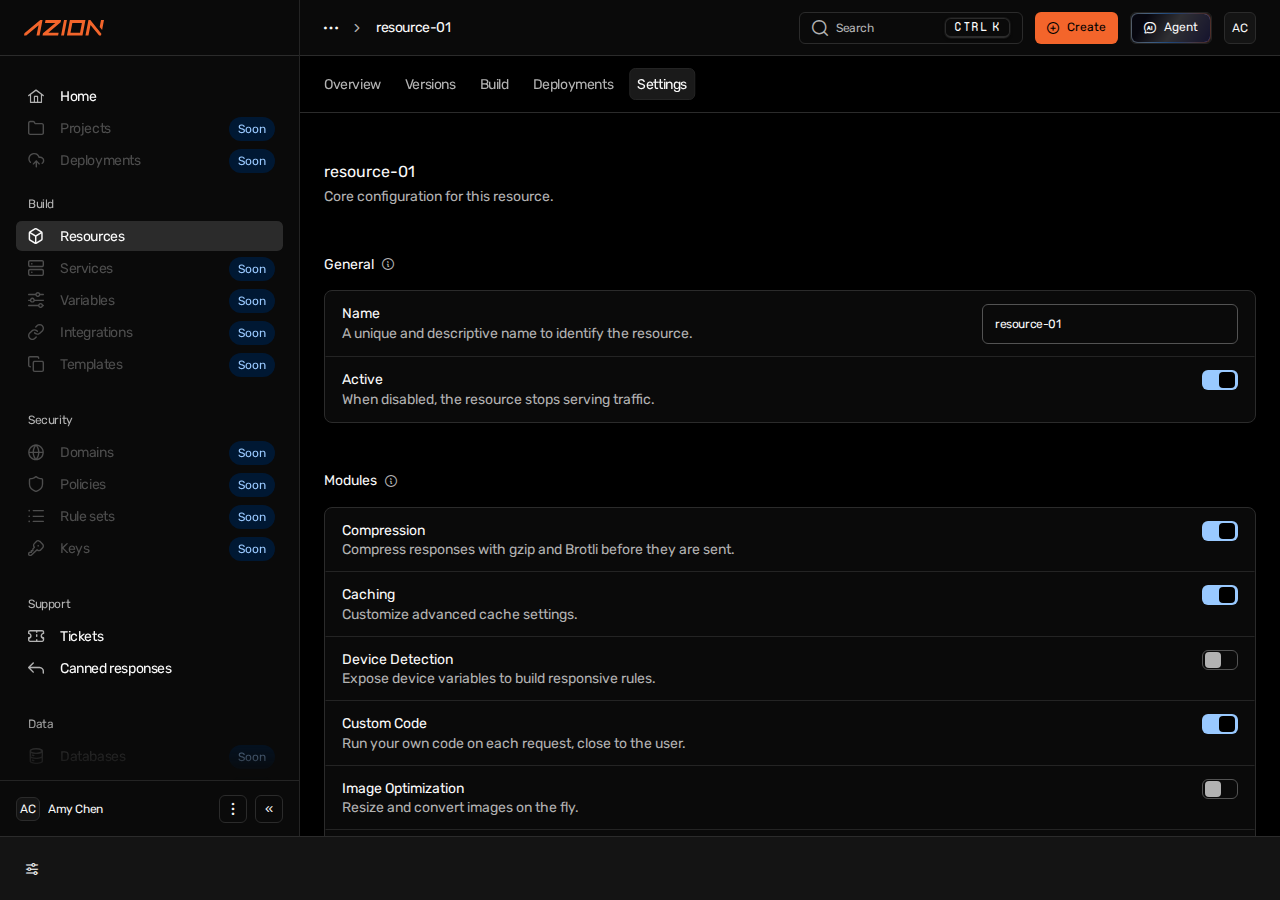 AZION
resource-01
Search
CTRL K
Create
Agent
AC
Overview
Versions
Build
Deployments
Settings
Home
Projects
Soon
Deployments
Soon
Build
Resources
Services
Soon
Variables
Soon
Integrations
Soon
Templates
Soon
Security
Domains
Soon
Policies
Soon
Rule sets
Soon
Keys
Soon
Support
Tickets
Canned responses
Data
Databases
Soon
AC
Amy Chen
resource-01
Core configuration for this resource.
General
Name
A unique and descriptive name to identify the resource.
resource-01
Active
When disabled, the resource stops serving traffic.
Modules
Compression
Compress responses with gzip and Brotli before they are sent.
Caching
Customize advanced cache settings.
Device Detection
Expose device variables to build responsive rules.
Custom Code
Run your own code on each request, close to the user.
Image Optimization
Resize and convert images on the fly.